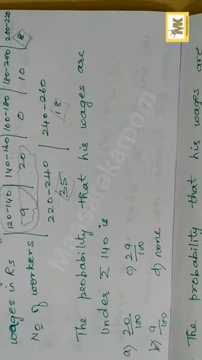 wages in Rs | 120-140 | 140-160 | 160-180 | 180-200 | 200-220
No of workers | 9 | 20 | 0 | 10 | 8
220-240 | 240-260
35 | 18
The probability that his wages are
under ₹ 140 is
a) 20/100 c) 29/100
b) 9/100 d) none
The probability that his wages are